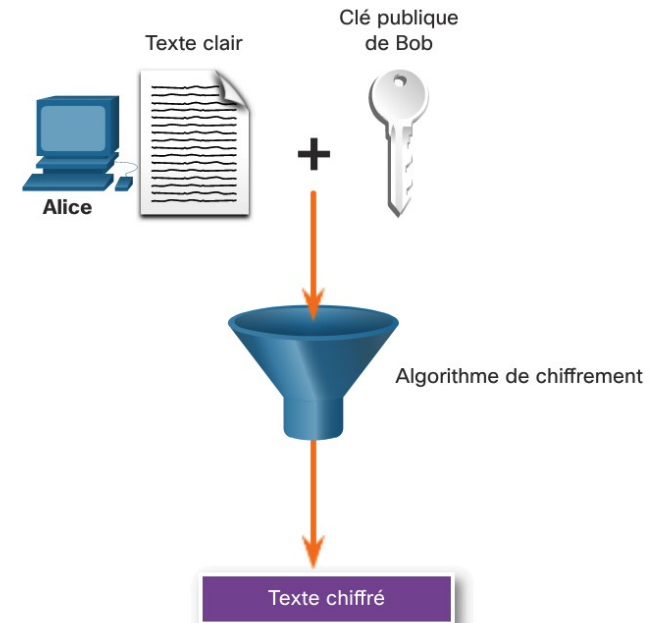 Clé publique
de Bob
Texte clair
Alice
Algorithme de chiffrement
Texte chiffré